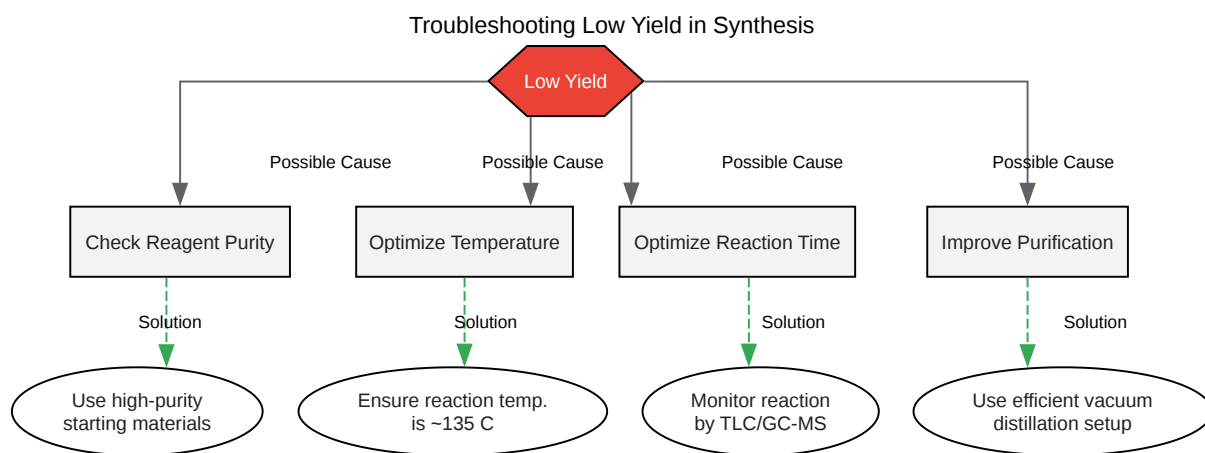 Troubleshooting Low Yield in Synthesis
Low Yield
Possible Cause
Possible Cause
Possible Cause
Possible Cause
Check Reagent Purity
Optimize Temperature
Optimize Reaction Time
Improve Purification
Solution
Solution
Solution
Solution
Use high-purity
starting materials
Ensure reaction temp.
is ~135 C
Monitor reaction
by TLC/GC-MS
Use efficient vacuum
distillation setup